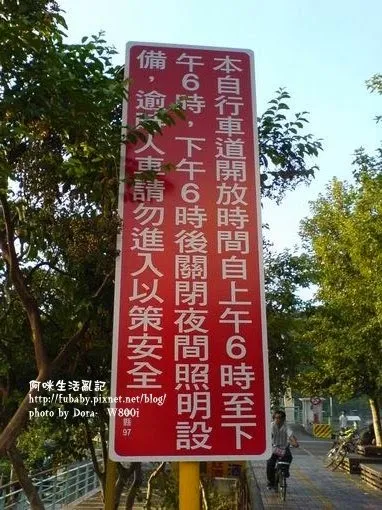 本自行車道開放時間自上午6時至下
午6時，下午6時後關閉夜間照明設
備，逾 人車請勿進入以策安全
縣
97
阿咪生活亂記
http://fubaby.pixnet.net/blog/
photo by Dora- W800i